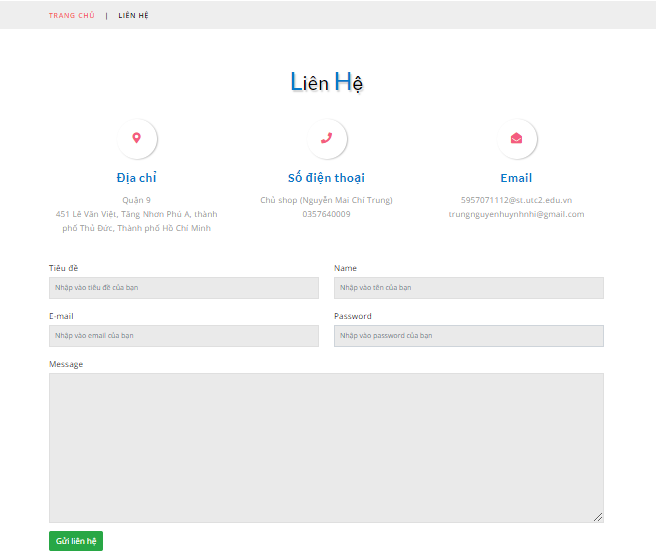 TRANG CHỦ | LIÊN HỆ
Liên Hệ
Địa chỉ
Quận 9
451 Lê Văn Việt, Tăng Nhơn Phú A, thành
phố Thủ Đức, Thành phố Hồ Chí Minh
Số điện thoại
Chủ shop (Nguyễn Mai Chí Trung)
0357640009
Email
5957071112@st.utc2.edu.vn
trungnguyenhuynhnhi@gmail.com
Tiêu đề
Nhập vào tiêu đề của bạn
Name
Nhập vào tên của bạn
E-mail
Nhập vào email của bạn
Password
Nhập vào password của bạn
Message
Gửi liên hệ